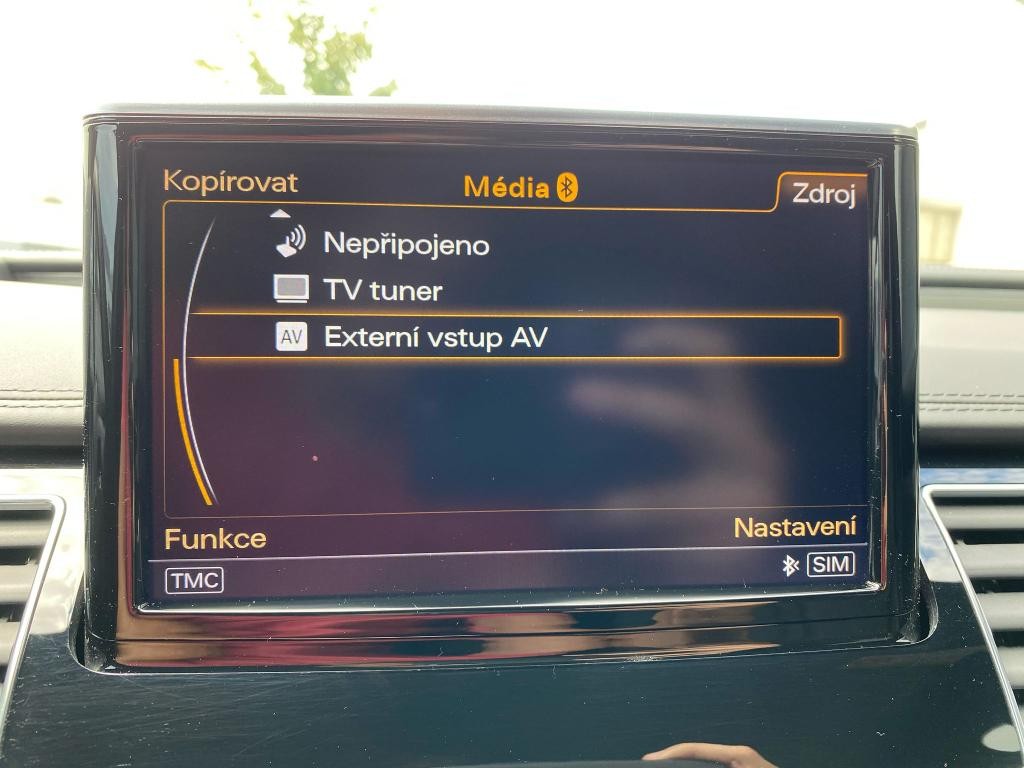 Kopírovat
Média
Zdroj
Nepřipojeno
TV tuner
AV Externí vstup AV
Funkce
Nastavení
TMC
SIM